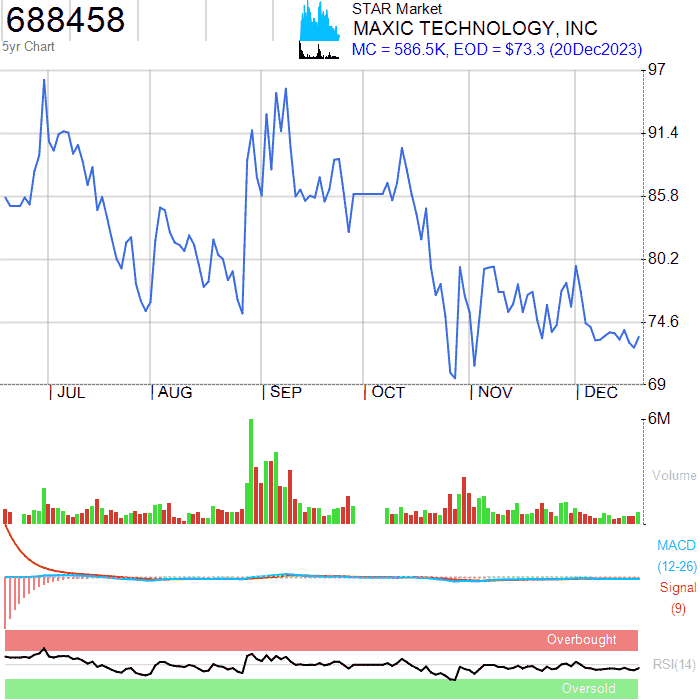 688458
5yr Chart
STAR Market
MAXIC TECHNOLOGY, INC
MC = 586.5K, EOD = $73.3 (20Dec2023)
97
91.4
85.8
80.2
74.6
69
JUL AUG SEP OCT NOV DEC
6M
Volume
MACD
(12-26)
Signal
(9)
Overbought
RSI(14)
Oversold